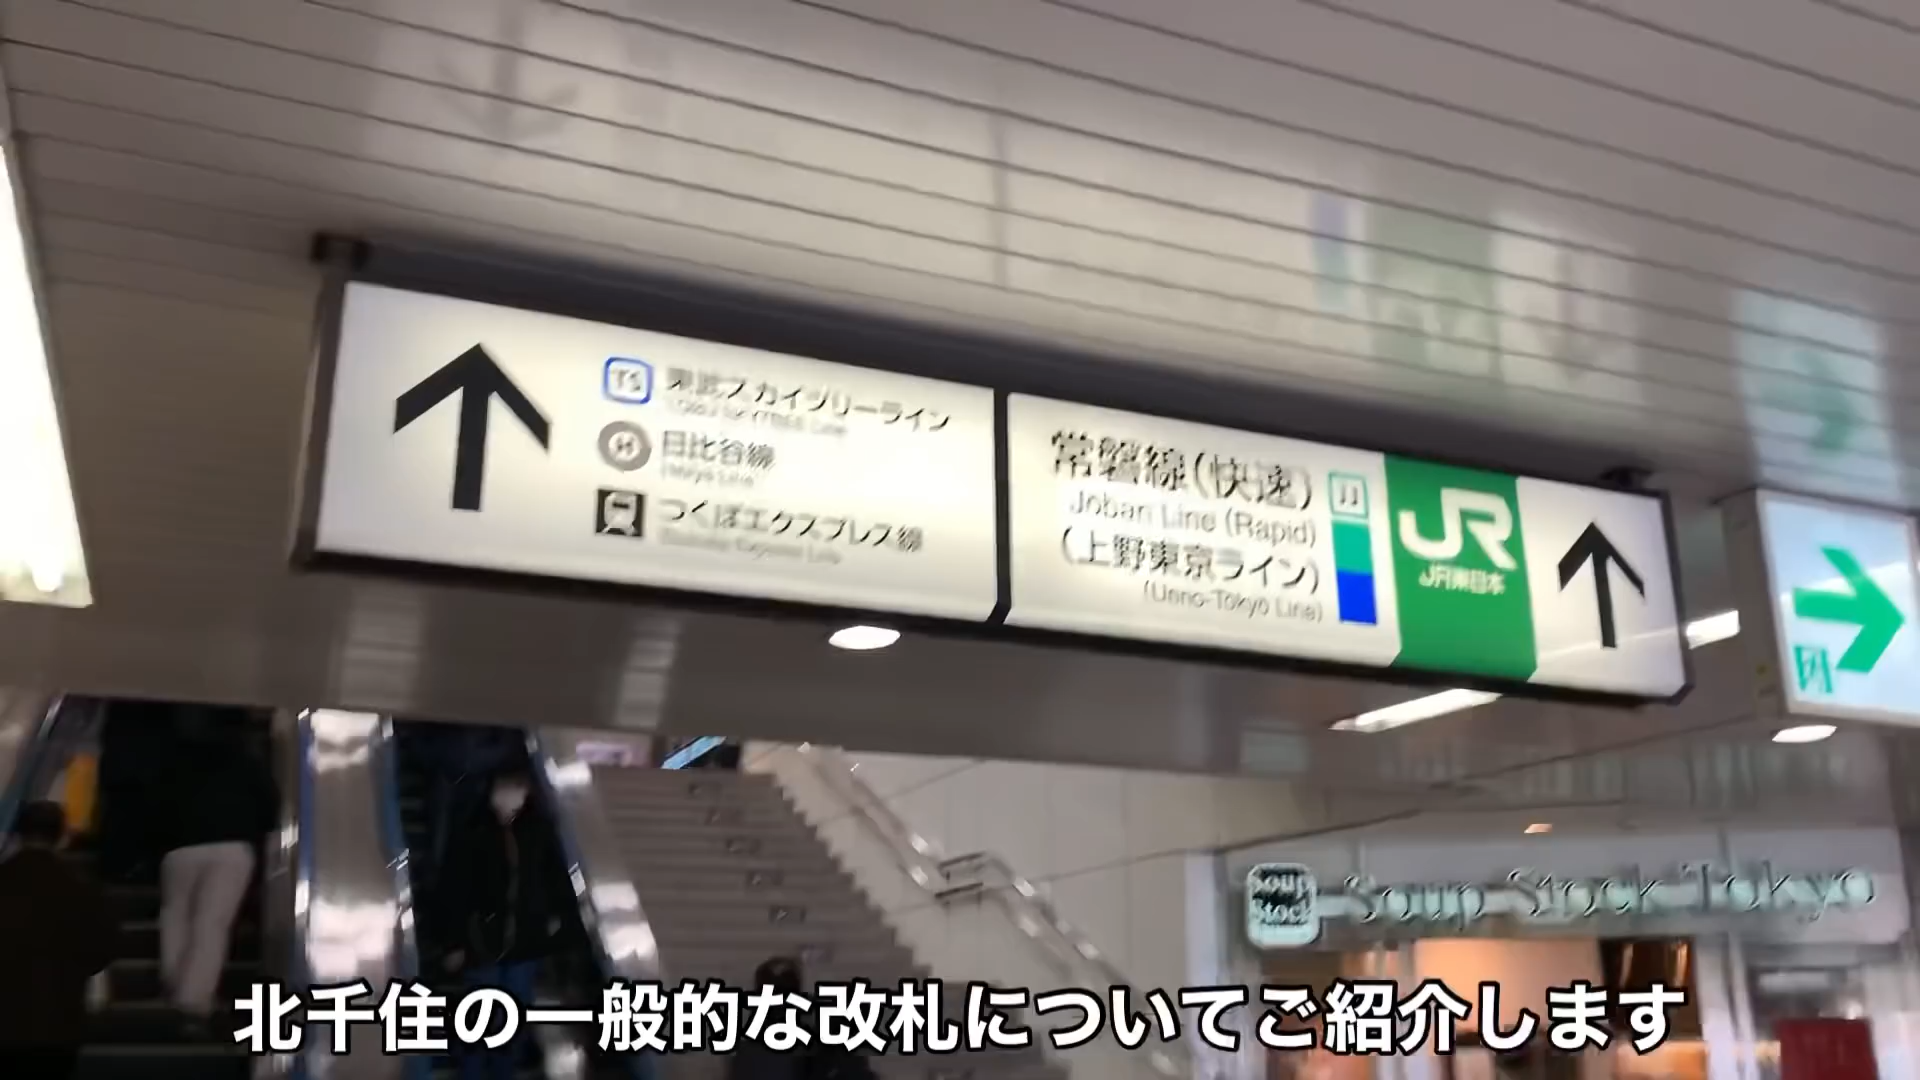 TS 東武スカイツリーライン
H 日比谷線
つくばエクスプレス線
常磐線(快速) JJ
Joban Line (Rapid)
(上野東京ライン)
(Ueno-Tokyo Line)
JR
JR東日本
Soup Stock
Soup Stock Tokyo
北千住の一般的な改札についてご紹介します